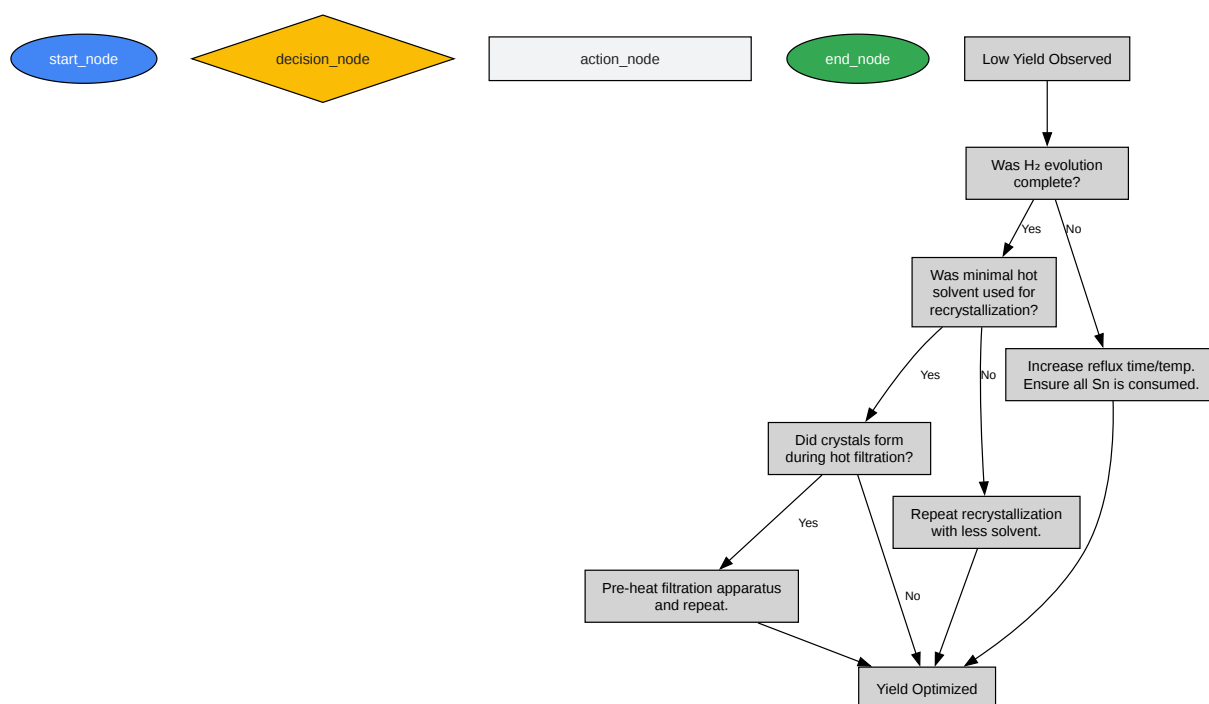 start_node
decision_node
action_node
end_node
Low Yield Observed
Was H₂ evolution
complete?
Yes
No
Was minimal hot
solvent used for
recrystallization?
Increase reflux time/temp.
Ensure all Sn is consumed.
Yes
No
Did crystals form
during hot filtration?
Repeat recrystallization
with less solvent.
Yes
Pre-heat filtration apparatus
and repeat.
No
Yield Optimized